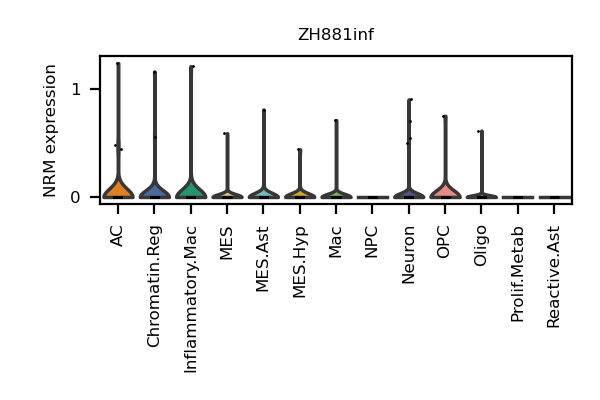 ZH881inf
NRM expression
1
0
AC
Chromatin.Reg
Inflammatory.Mac
MES
MES.Ast
MES.Hyp
Mac
NPC
Neuron
OPC
Oligo
Prolif.Metab
Reactive.Ast